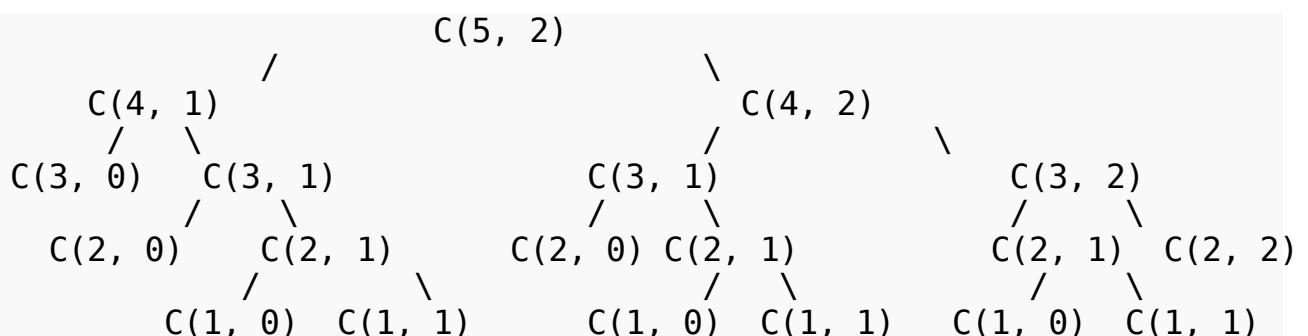 C(5, 2)
/ \
C(4, 1) C(4, 2)
/ \ / \
C(3, 0) C(3, 1) C(3, 1) C(3, 2)
/ \ / \ / \
C(2, 0) C(2, 1) C(2, 0) C(2, 1) C(2, 1) C(2, 2)
/ \ / \ / \
C(1, 0) C(1, 1) C(1, 0) C(1, 1) C(1, 0) C(1, 1)